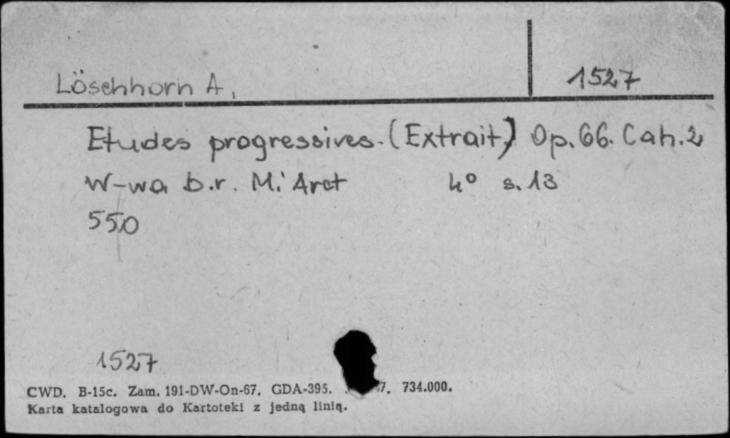 Löschhorn A. 1527
Etudes progressives. (Extrait) Op. 66. Cah. 2
W-wa b.r. M. Arct 4° s. 13
550
1527
CWD. B-15c. Zam. 191-DW-On-67. GDA-395. 7. 734.000.
Karta katalogowa do Kartoteki z jedną linią.